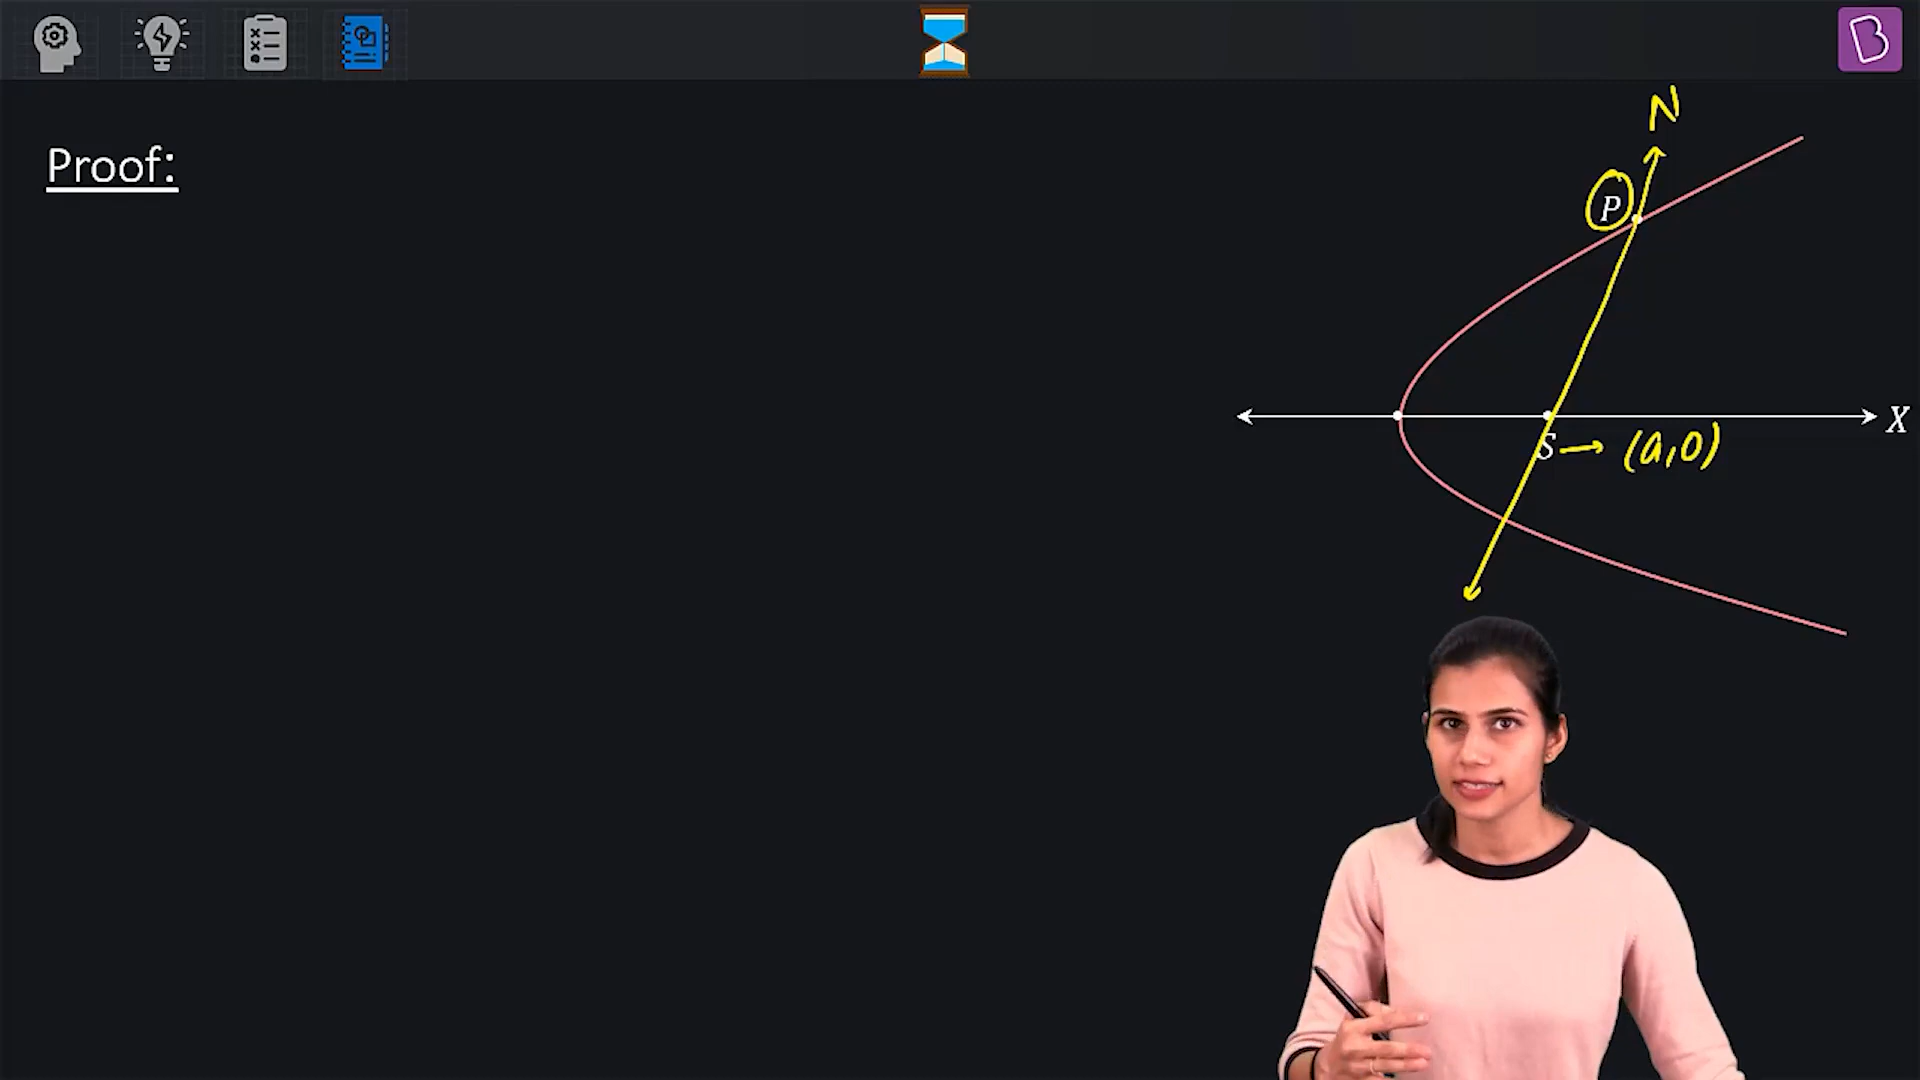 N
Proof:
P
X
S → (a,0)
B